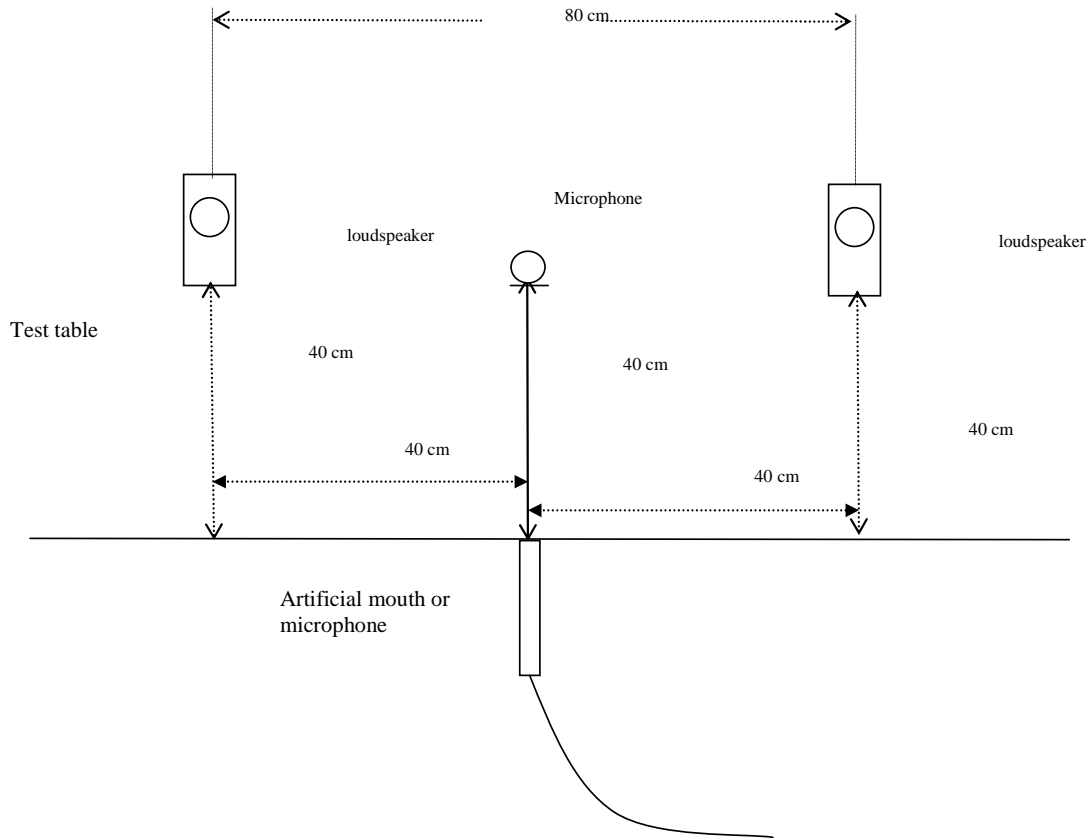 80 cm
Microphone
loudspeaker
loudspeaker
Test table
40 cm
40 cm
40 cm
40 cm
40 cm
Artificial mouth or
microphone